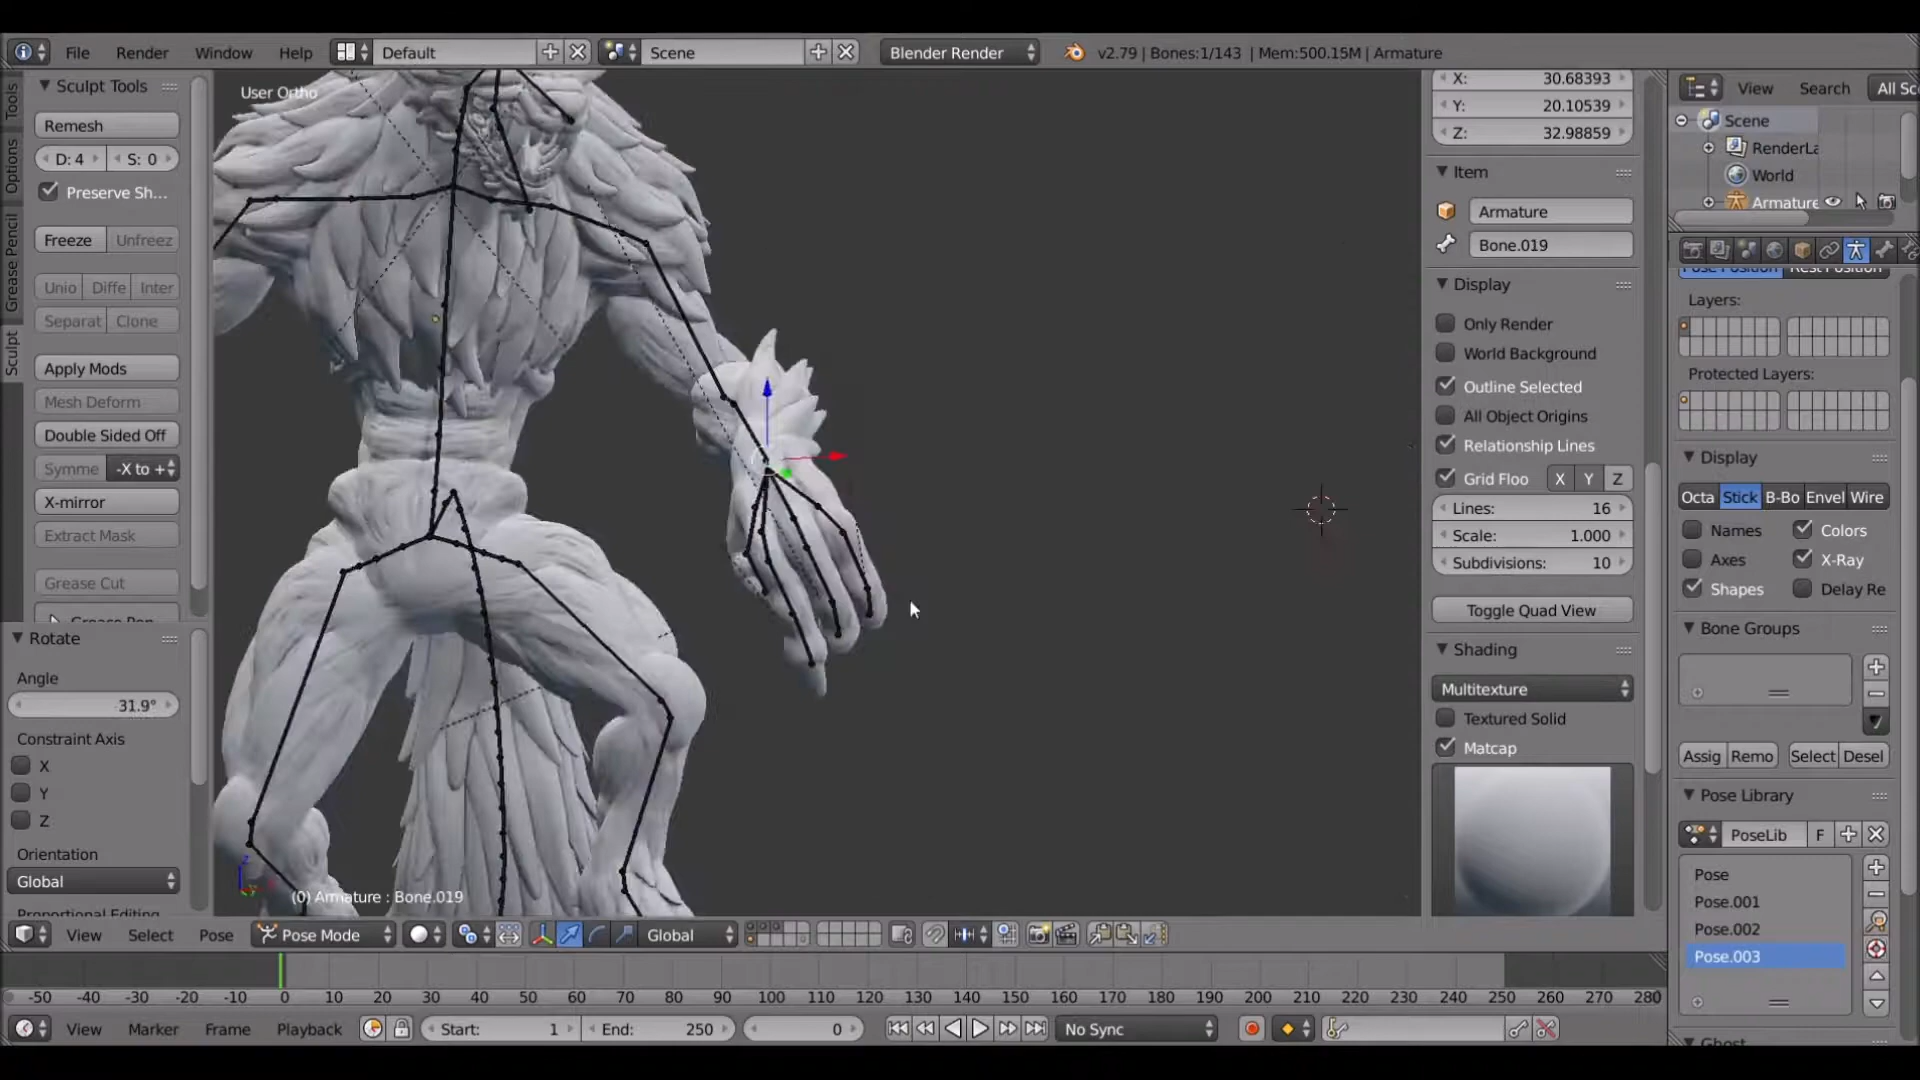 File Render Window Help Default Scene Blender Render v2.79 | Bones:1/143 | Mem:500.15M | Armature
Tools
Options
Grease Pencil
Sculpt
Sculpt Tools
Remesh
D: 4 S: 0
Preserve Sh...
Freeze Unfreez
Unio Diffe Inter
Separat Clone
Apply Mods
Mesh Deform
Double Sided Off
Symme -X to +
X-mirror
Extract Mask
Grease Cut
Rotate
Angle
31.9°
Constraint Axis
X
Y
Z
Orientation
Global
User Ortho
(0) Armature : Bone.019
X: 30.68393
Y: 20.10539
Z: 32.98859
Item
Armature
Bone.019
Display
Only Render
World Background
Outline Selected
All Object Origins
Relationship Lines
Grid Floo X Y Z
Lines: 16
Scale: 1.000
Subdivisions: 10
Toggle Quad View
Shading
Multitexture
Textured Solid
Matcap
View Search All Sc
Scene
RenderLa
World
Armature
Pose Position Rest Position
Layers:
Protected Layers:
Display
Octa Stick B-Bo Envel Wire
Names Colors
Axes X-Ray
Shapes Delay Re
Bone Groups
Assig Remo Select Desel
Pose Library
PoseLib F
Pose
Pose.001
Pose.002
Pose.003
View Select Pose Pose Mode Global
-50 -40 -30 -20 -10 0 10 20 30 40 50 60 70 80 90 100 110 120 130 140 150 160 170 180 190 200 210 220 230 240 250 260 270 280
View Marker Frame Playback Start: 1 End: 250 0 No Sync